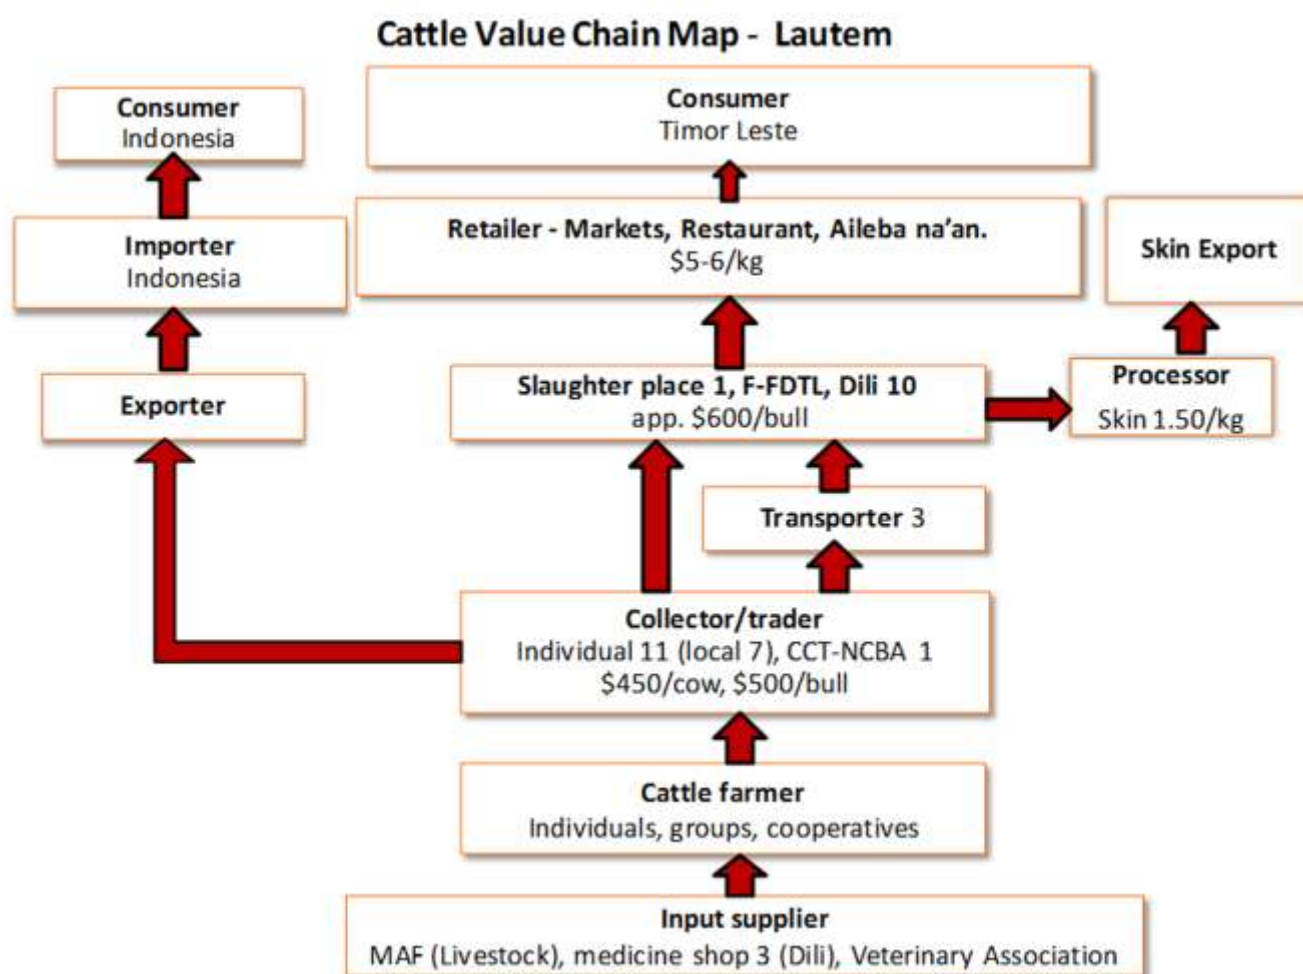 Cattle Value Chain Map - Lautem
Consumer
Indonesia
Consumer
Timor Leste
Importer
Indonesia
Retailer - Markets, Restaurant, Aileba na’an.
$5-6/kg
Skin Export
Exporter
Slaughter place 1, F-FDTL, Dili 10
app. $600/bull
Processor
Skin 1.50/kg
Transporter 3
Collector/trader
Individual 11 (local 7), CCT-NCBA 1
$450/cow, $500/bull
Cattle farmer
Individuals, groups, cooperatives
Input supplier
MAF (Livestock), medicine shop 3 (Dili), Veterinary Association